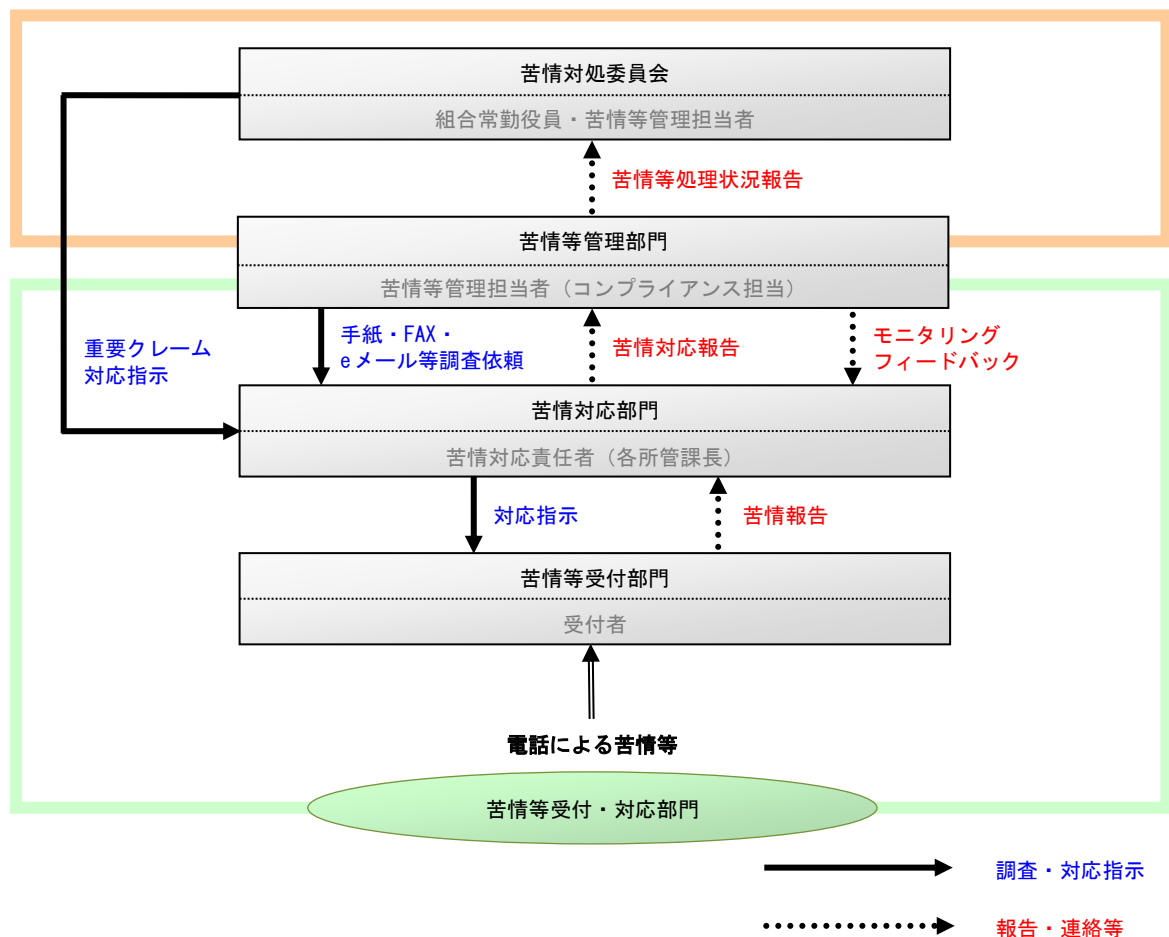 苦情対処委員会
組合常勤役員・苦情等管理担当者
苦情等処理状況報告
苦情等管理部門
苦情等管理担当者（コンプライアンス担当）
重要クレーム
対応指示
手紙・FAX・
eメール等調査依頼
苦情対応報告
モニタリング
フィードバック
苦情対応部門
苦情対応責任者（各所管課長）
対応指示
苦情報告
苦情等受付部門
受付者
電話による苦情等
苦情等受付・対応部門
調査・対応指示
報告・連絡等